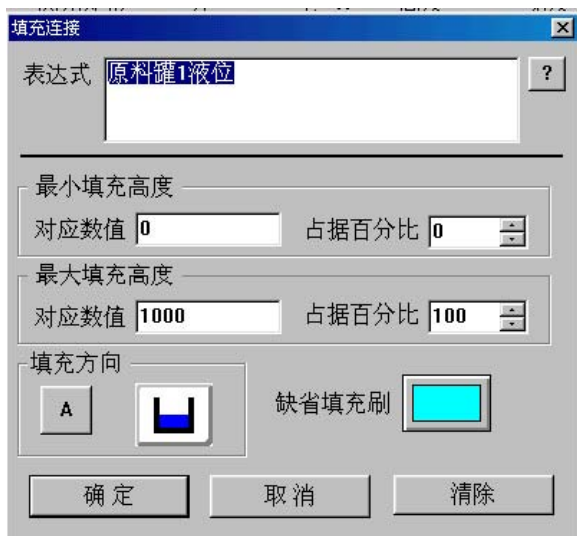 填充连接
表达式 原料罐1液位 ?
最小填充高度
对应数值 0 占据百分比 0
最大填充高度
对应数值 1000 占据百分比 100
填充方向
A 缺省填充刷
确定 取消 清除